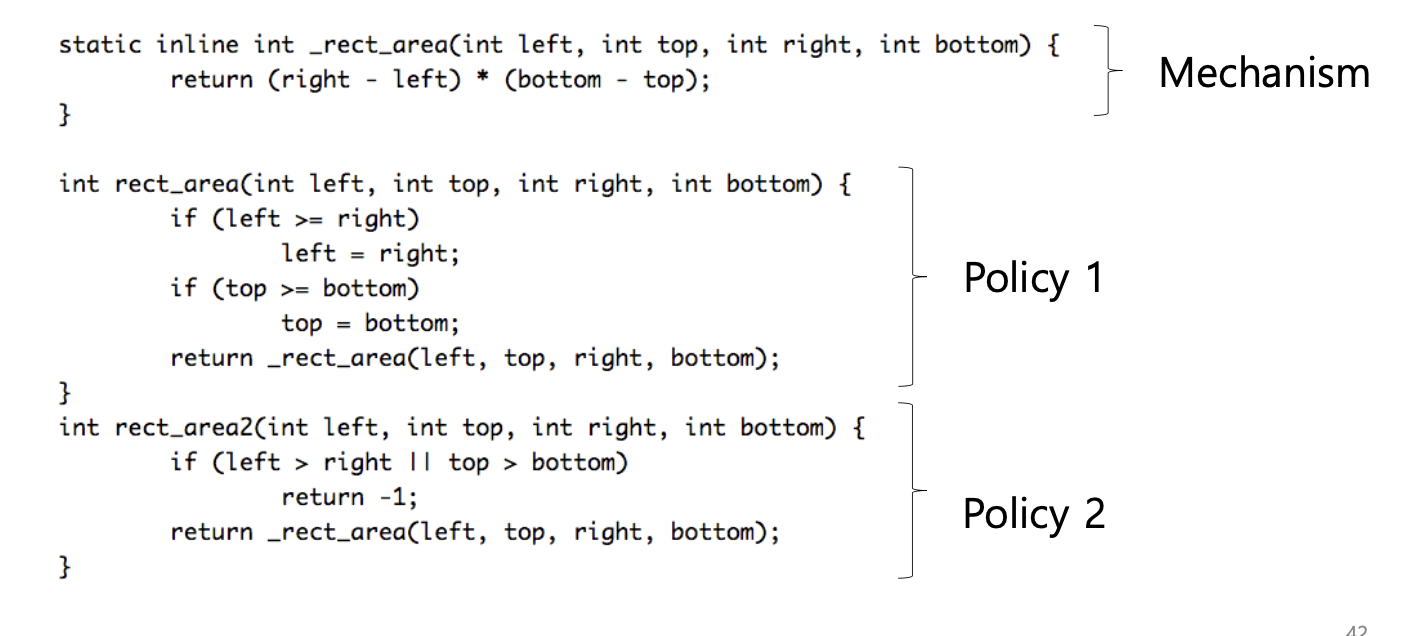 static inline int _rect_area(int left, int top, int right, int bottom) {
return (right - left) * (bottom - top);
}
Mechanism
int rect_area(int left, int top, int right, int bottom) {
if (left >= right)
left = right;
if (top >= bottom)
top = bottom;
return _rect_area(left, top, right, bottom);
}
Policy 1
int rect_area2(int left, int top, int right, int bottom) {
if (left > right || top > bottom)
return -1;
return _rect_area(left, top, right, bottom);
}
Policy 2
42